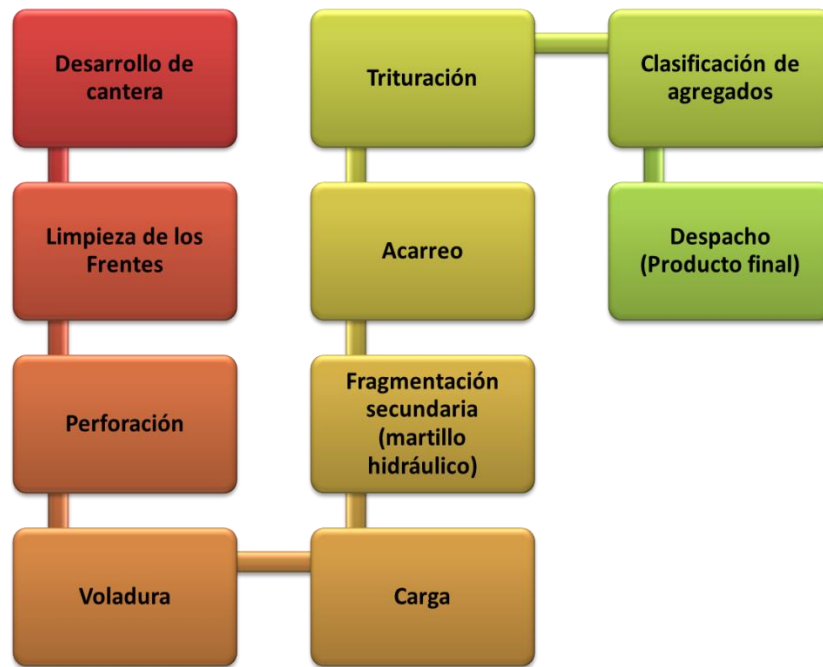 Desarrollo de
cantera
Limpieza de los
Frentes
Perforación
Voladura
Carga
Fragmentación
secundaria
(martillo
hidráulico)
Acarreo
Trituración
Clasificación de
agregados
Despacho
(Producto final)